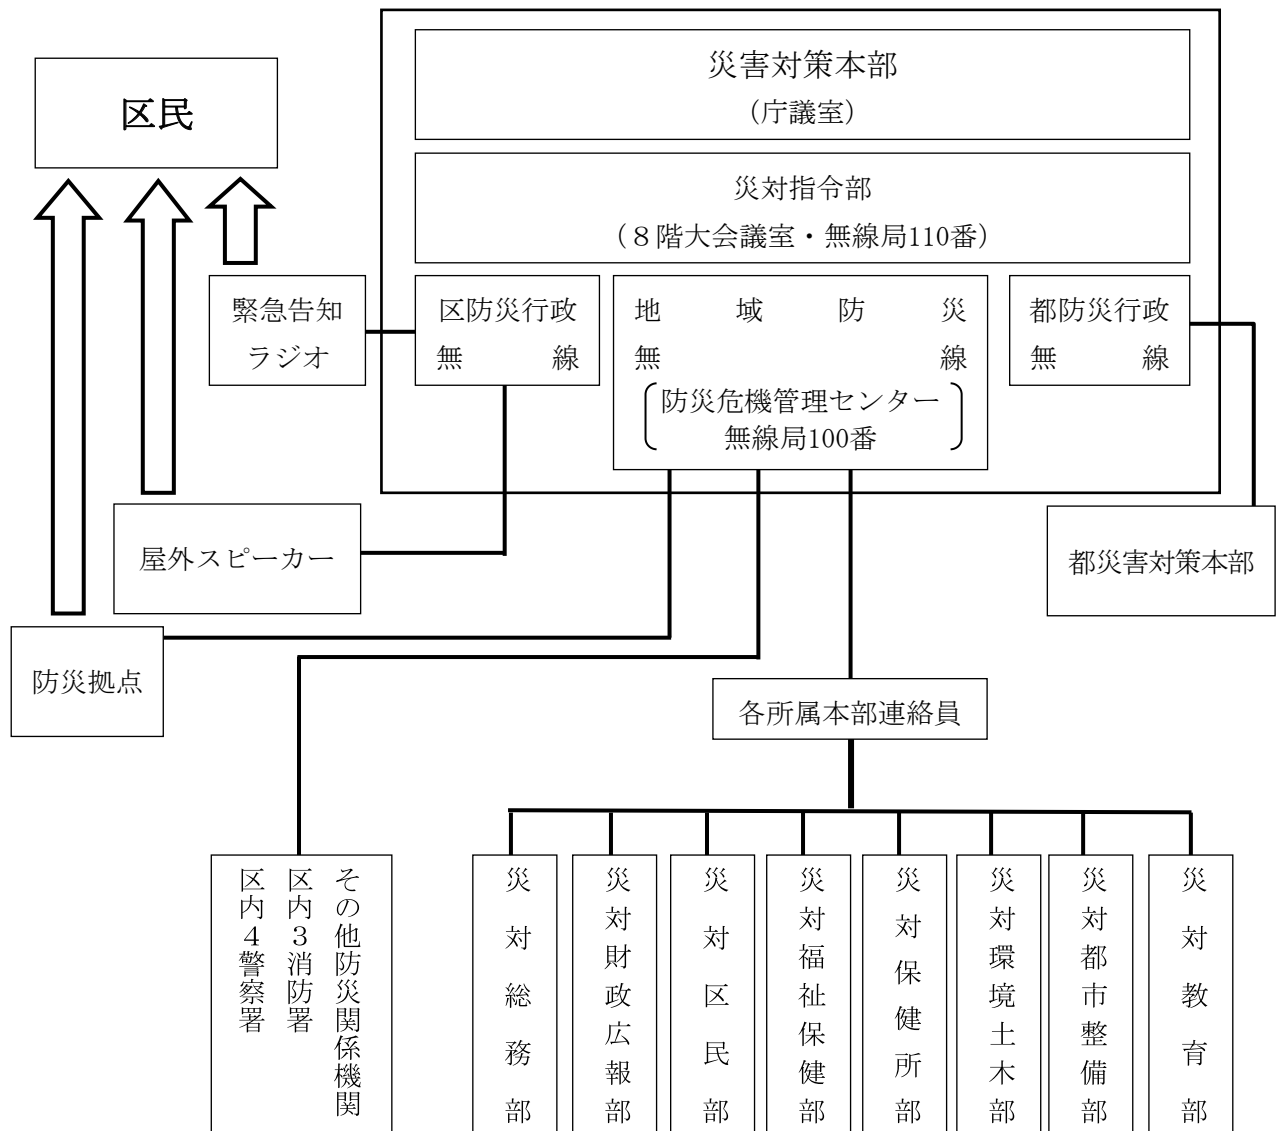 災害対策本部
（庁議室）
区民
災対指令部
（８階大会議室・無線局110番）
緊急告知
ラジオ
区防災行政
無線
地域防災
無線
防災危機管理センター
無線局100番
都防災行政
無線
屋外スピーカー
都災害対策本部
防災拠点
各所属本部連絡員
その他防災関係機関
区内３消防署
区内４警察署
災対総務部
災対財政広報部
災対区民部
災対福祉保健部
災対保健所部
災対環境土木部
災対都市整備部
災対教育部